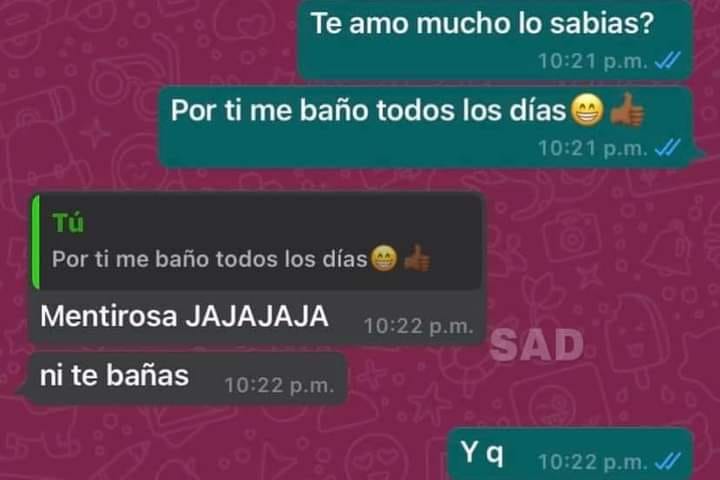 Te amo mucho lo sabias?
10:21 p.m.
Por ti me baño todos los días😁👍🏾
10:21 p.m.
Tú
Por ti me baño todos los días😁👍🏾
Mentirosa JAJAJAJA 10:22 p.m.
SAD
ni te bañas 10:22 p.m.
Y q 10:22 p.m.